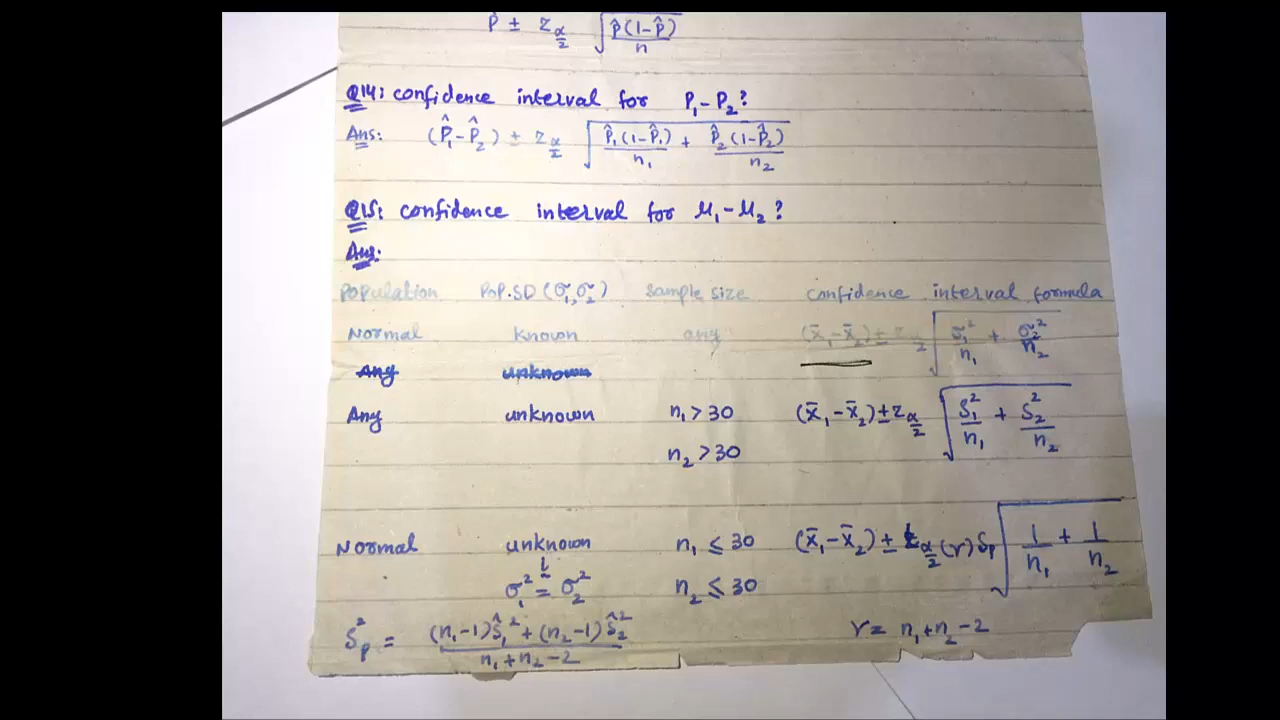 P̂ ± z_α/2 √(P̂(1-P̂)/n)
Q14: confidence interval for P₁-P₂?
Ans: (P̂₁-P̂₂) ± z_α/2 √(P̂₁(1-P̂₁)/n₁ + P̂₂(1-P̂₂)/n₂)
Q15: confidence interval for μ₁-μ₂?
Ans:
Population Pop.SD(σ₁,σ₂) sample size confidence interval formula
Normal known any (x̄₁-x̄₂) ± z_α/2 √(σ₁²/n₁ + σ₂²/n₂)
Any unknown
Any unknown n₁>30 (x̄₁-x̄₂) ± z_α/2 √(S₁²/n₁ + S₂²/n₂)
n₂>30
Normal unknown n₁≤30 (x̄₁-x̄₂) ± t_α/2(r) Sp √(1/n₁ + 1/n₂)
σ₁² = σ₂² n₂≤30
S²p = ((n₁-1)Ŝ₁² + (n₂-1)Ŝ₂²)/(n₁+n₂-2) r = n₁+n₂-2